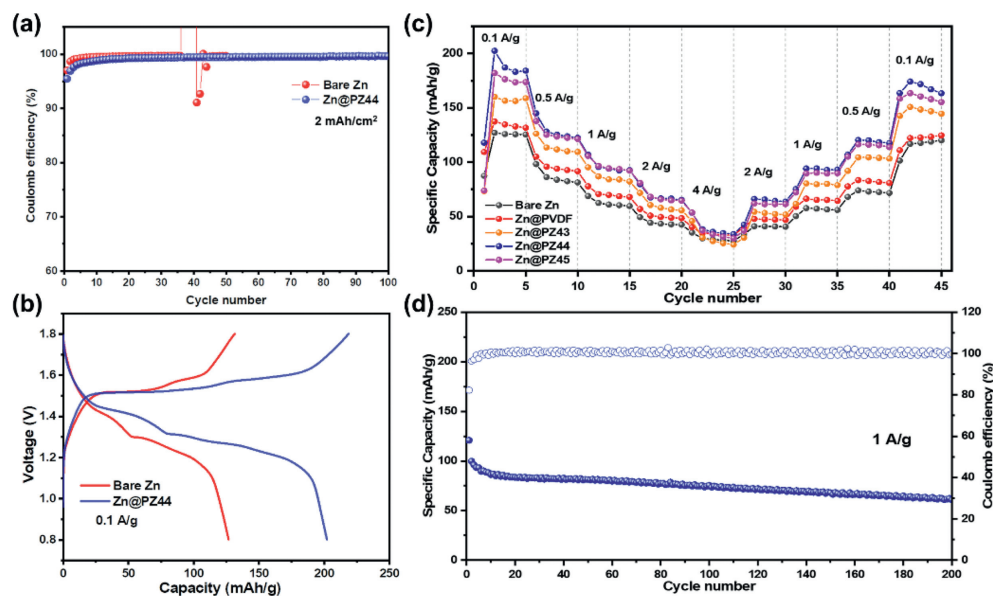 (a)
Coulomb efficiency (%)
100
90
80
70
60
0 10 20 30 40 50 60 70 80 90 100
Cycle number
Bare Zn
Zn@PZ44
2 mAh/cm²
(b)
Voltage (V)
1.8
1.6
1.4
1.2
1.0
0.8
0 50 100 150 200 250
Capacity (mAh/g)
Bare Zn
Zn@PZ44
0.1 A/g
(c)
Specific Capacity (mAh/g)
200
150
100
50
0
0 5 10 15 20 25 30 35 40 45
Cycle number
0.1 A/g
0.5 A/g
1 A/g
2 A/g
4 A/g
2 A/g
1 A/g
0.5 A/g
0.1 A/g
Bare Zn
Zn@PVDF
Zn@PZ43
Zn@PZ44
Zn@PZ45
(d)
Specific Capacity (mAh/g)
250
200
150
100
50
0
0 20 40 60 80 100 120 140 160 180 200
Cycle number
1 A/g
120
100
80
60
40
20
0
Coulomb efficiency (%)